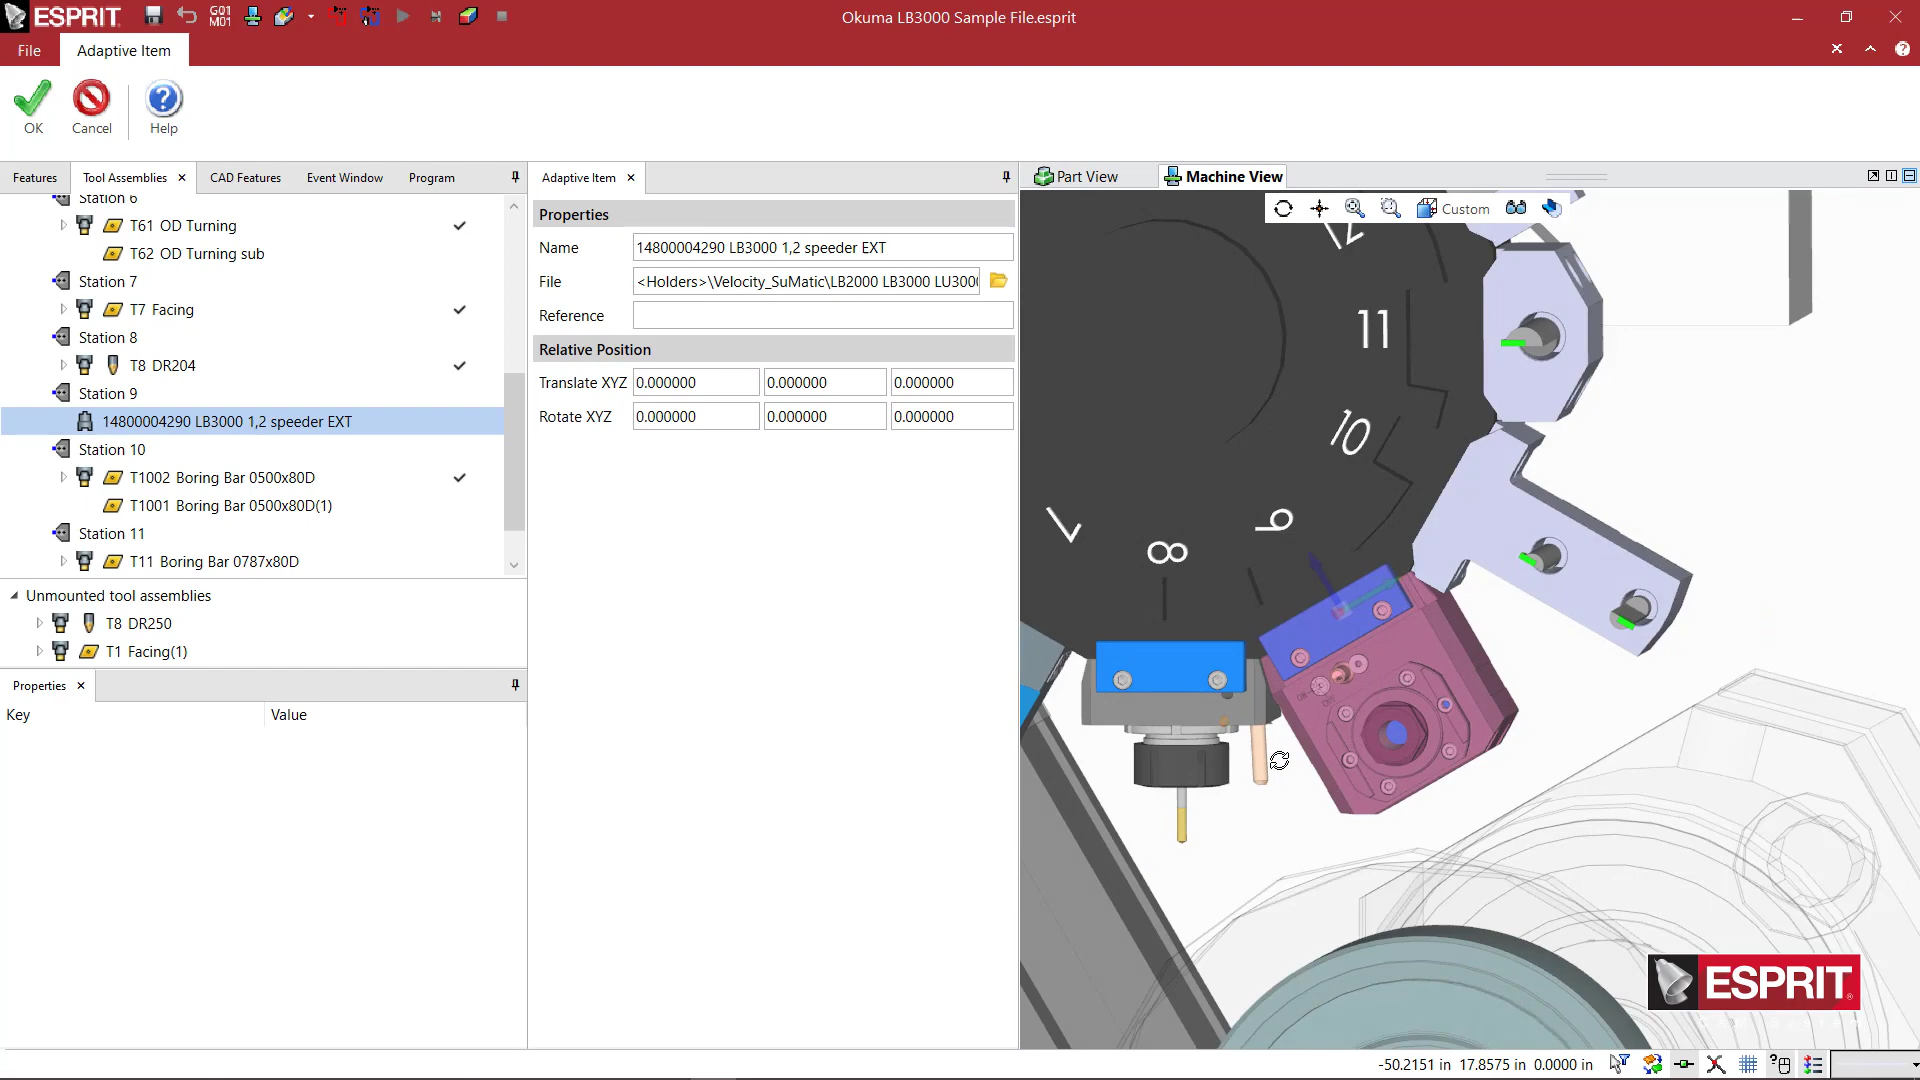 ESPRIT
G01
M01
Okuma LB3000 Sample File.esprit
File
Adaptive Item
OK
Cancel
Help
Features
Tool Assemblies
CAD Features
Event Window
Program
Station 6
T61 OD Turning
T62 OD Turning sub
Station 7
T7 Facing
Station 8
T8 DR204
Station 9
14800004290 LB3000 1,2 speeder EXT
Station 10
T1002 Boring Bar 0500x80D
T1001 Boring Bar 0500x80D(1)
Station 11
T11 Boring Bar 0787x80D
Unmounted tool assemblies
T8 DR250
T1 Facing(1)
Properties
Key
Value
Adaptive Item
Properties
Name
14800004290 LB3000 1,2 speeder EXT
File
<Holders>\Velocity_SuMatic\LB2000 LB3000 LU300
Reference
Relative Position
Translate XYZ
0.000000
0.000000
0.000000
Rotate XYZ
0.000000
0.000000
0.000000
Part View
Machine View
Custom
12
11
10
9
8
7
ESPRIT
-50.2151 in 17.8575 in 0.0000 in